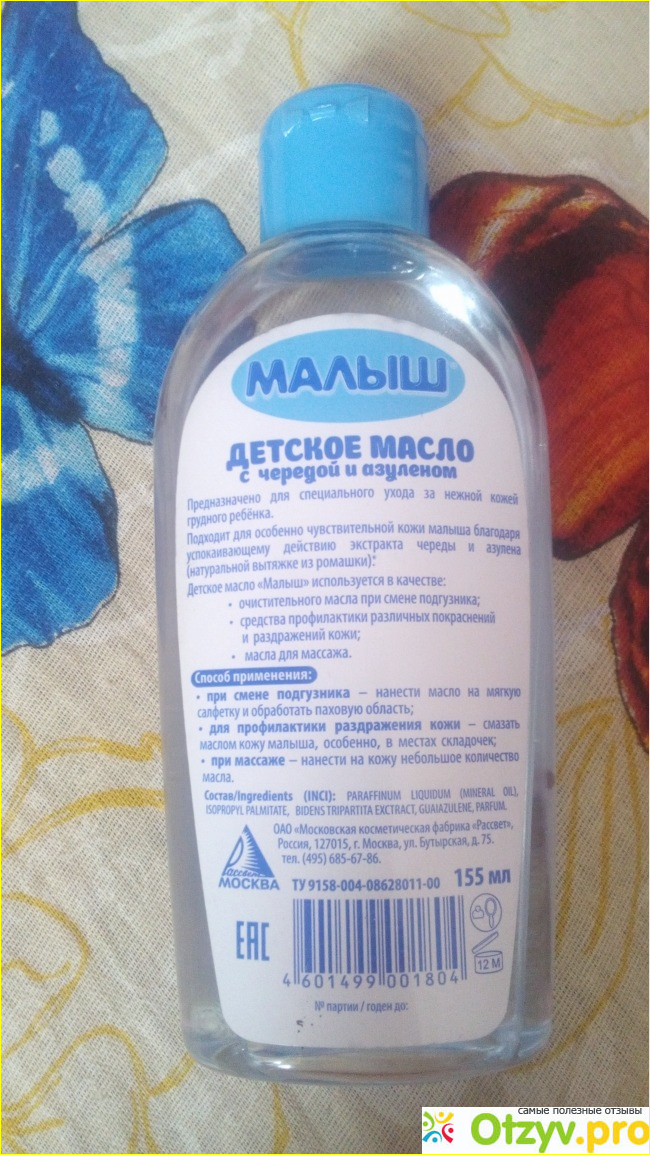 МАЛЫШ
ДЕТСКОЕ МАСЛО
с чередой и азуленом
Предназначено для специального ухода за нежной кожей
грудного ребёнка.
Подходит для особенно чувствительной кожи малыша благодаря
успокаивающему действию экстракта череды и азулена
(натуральной вытяжке из ромашки):
Детское масло «Малыш» используется в качестве:
• очистительного масла при смене подгузника;
• средства профилактики различных покраснений
и раздражений кожи;
• масла для массажа.
Способ применения:
• при смене подгузника – нанести масло на мягкую
салфетку и обработать паховую область;
• для профилактики раздражения кожи – смазать
маслом кожу малыша, особенно, в местах складочек;
• при массаже – нанести на кожу небольшое количество
масла.
Состав/Ingredients (INCI): PARAFFINUM LIQUIDUM (MINERAL OIL),
ISOPROPYL PALMITATE, BIDENS TRIPARTITA EXCTRACT, GUAIAZULENE, PARFUM.
ОАО «Московская косметическая фабрика «Рассвет»,
Россия, 127015, г. Москва, ул. Бутырская, д. 75.
тел. (495) 685-67-86.
Рассвет
МОСКВА
ТУ 9158-004-08628011-00 155 мл
EAC
4 601499 001804
12 M
№ партии / годен до:
самые полезные отзывы
Otzyv.pro